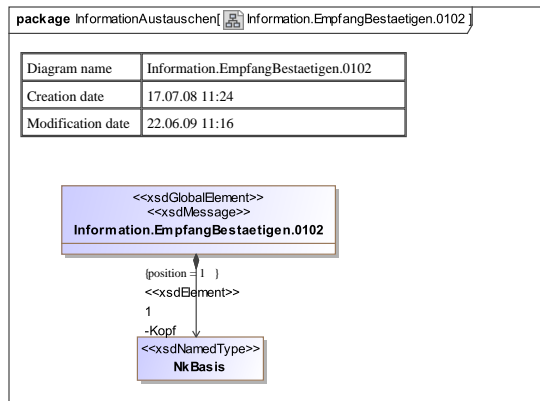 package InformationAustauschen[ Information.EmpfangBestaetigen.0102 ]
Diagram name Information.EmpfangBestaetigen.0102
Creation date 17.07.08 11:24
Modification date 22.06.09 11:16
<<xsdGlobalElement>>
<<xsdMessage>>
Information.EmpfangBestaetigen.0102
{position = 1 }
<<xsdElement>>
1
-Kopf
<<xsdNamedType>>
NkBasis